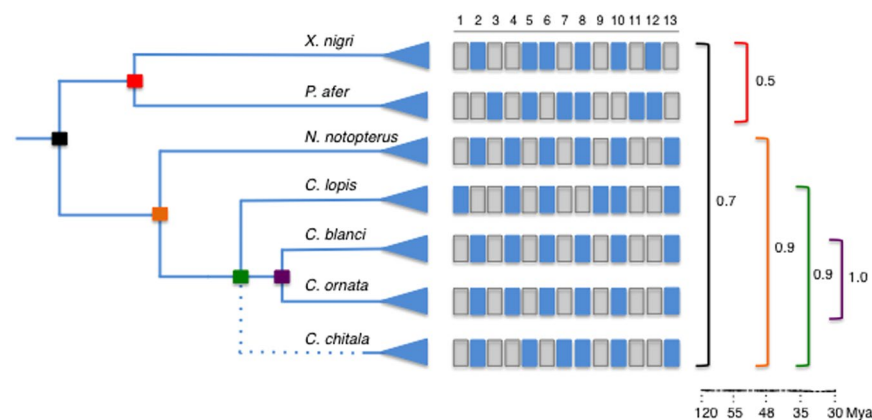 1 2 3 4 5 6 7 8 9 10 11 12 13
X. nigri
P. afer
N. notopterus
C. lopis
C. blanci
C. ornata
C. chitala
0.5
0.7
0.9
0.9
1.0
120 55 48 35 30 Mya